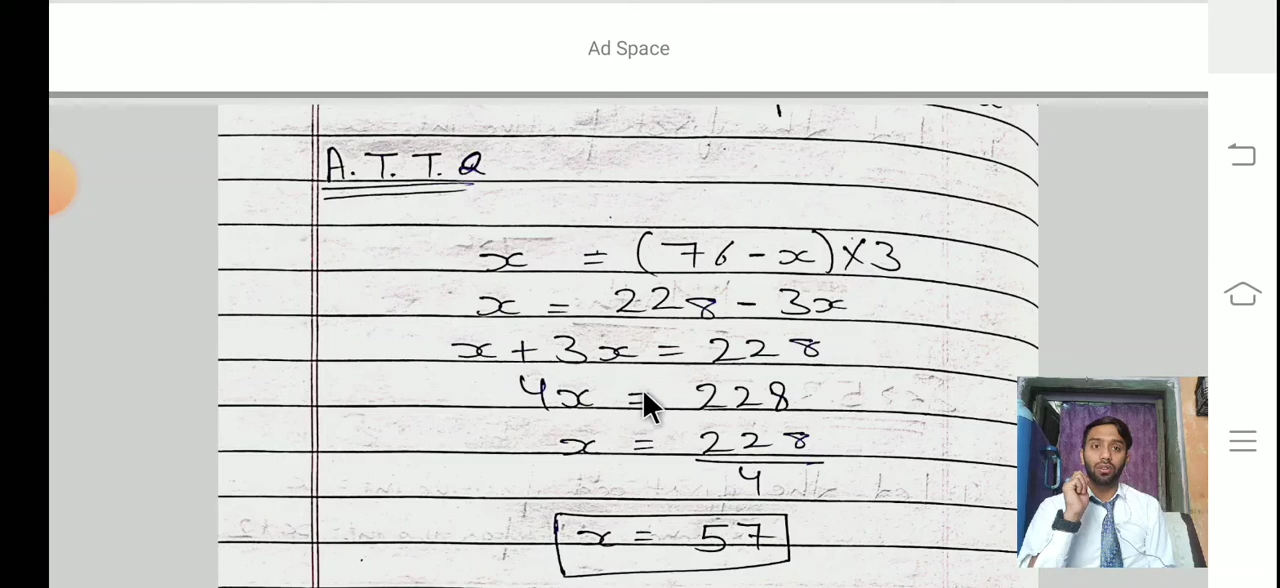 Ad Space
A.T.T.Q
x = (76 - x) × 3
x = 228 - 3x
x + 3x = 228
4x = 228
x = 228/4
x = 57